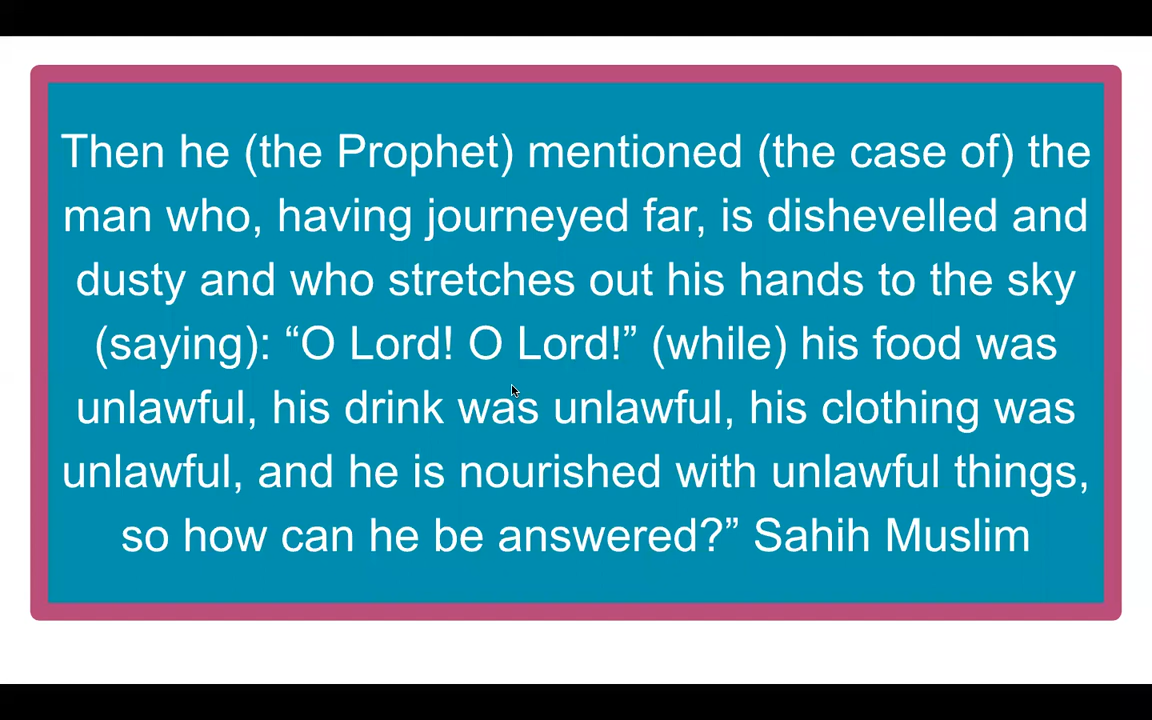 Then he (the Prophet) mentioned (the case of) the
man who, having journeyed far, is dishevelled and
dusty and who stretches out his hands to the sky
(saying): “O Lord! O Lord!” (while) his food was
unlawful, his drink was unlawful, his clothing was
unlawful, and he is nourished with unlawful things,
so how can he be answered?” Sahih Muslim